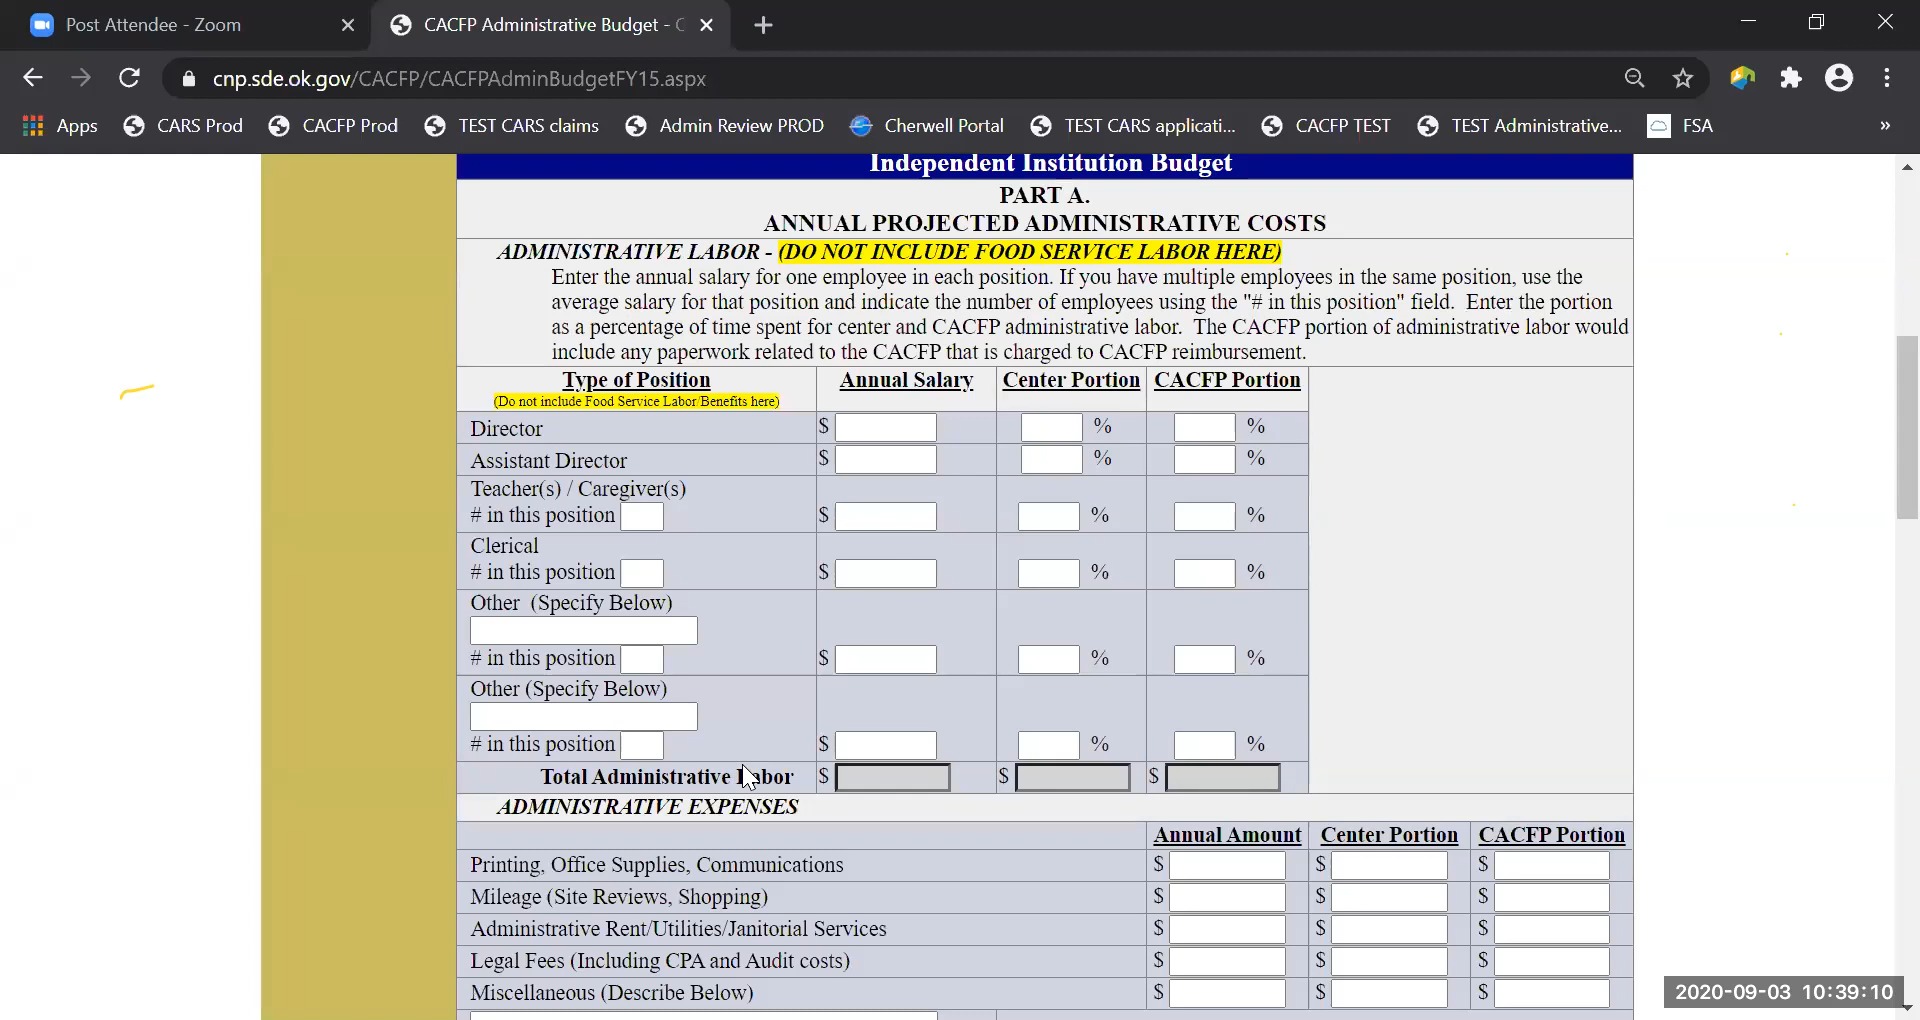 Post Attendee - Zoom
CACFP Administrative Budget - C
cnp.sde.ok.gov/CACFP/CACFPAdminBudgetFY15.aspx
Apps CARS Prod CACFP Prod TEST CARS claims Admin Review PROD Cherwell Portal TEST CARS applicati... CACFP TEST TEST Administrative... FSA »
Independent Institution Budget
PART A.
ANNUAL PROJECTED ADMINISTRATIVE COSTS
ADMINISTRATIVE LABOR - (DO NOT INCLUDE FOOD SERVICE LABOR HERE)
Enter the annual salary for one employee in each position. If you have multiple employees in the same position, use the
average salary for that position and indicate the number of employees using the "# in this position" field. Enter the portion
as a percentage of time spent for center and CACFP administrative labor. The CACFP portion of administrative labor would
include any paperwork related to the CACFP that is charged to CACFP reimbursement.
Type of Position Annual Salary Center Portion CACFP Portion
(Do not include Food Service Labor/Benefits here)
Director $ % %
Assistant Director $ % %
Teacher(s) / Caregiver(s)
# in this position $ % %
Clerical
# in this position $ % %
Other (Specify Below)
# in this position $ % %
Other (Specify Below)
# in this position $ % %
Total Administrative Labor $ $ $
ADMINISTRATIVE EXPENSES
Annual Amount Center Portion CACFP Portion
Printing, Office Supplies, Communications $ $ $
Mileage (Site Reviews, Shopping) $ $ $
Administrative Rent/Utilities/Janitorial Services $ $ $
Legal Fees (Including CPA and Audit costs) $ $ $
Miscellaneous (Describe Below) $ $ $
2020-09-03 10:39:10